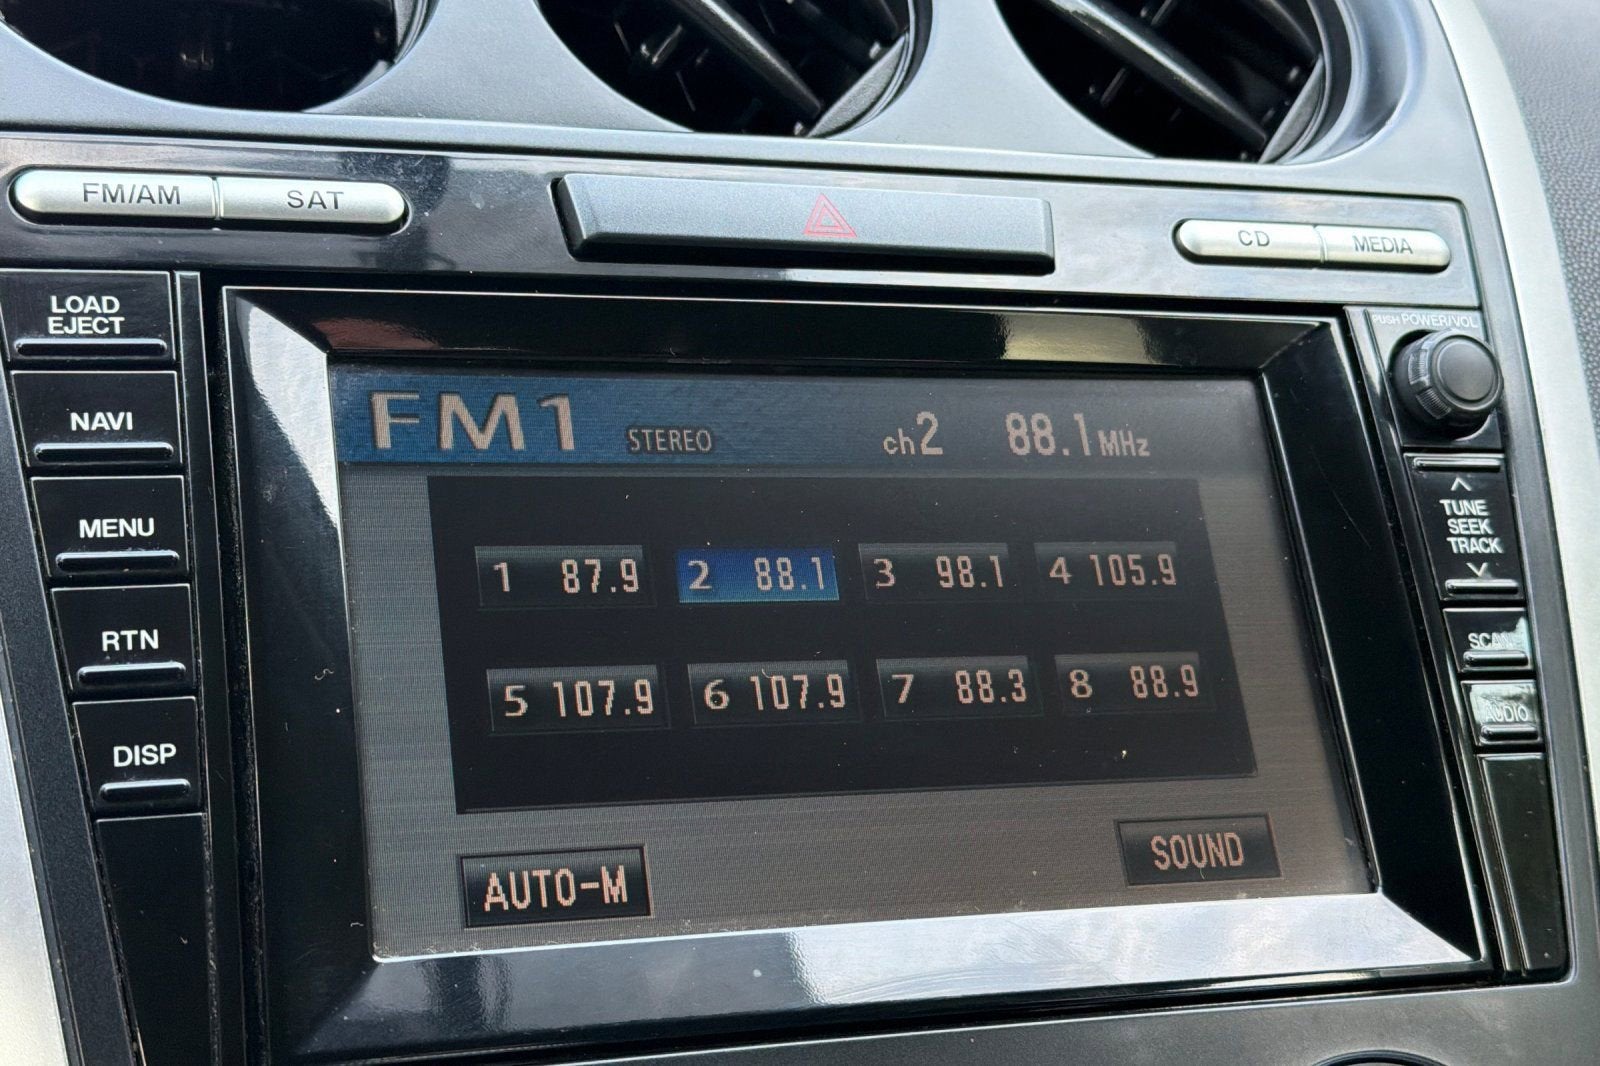 FM/AM SAT CD MEDIA
LOAD
EJECT
NAVI
MENU
RTN
DISP
PUSH POWER/VOL
TUNE
SEEK
TRACK
SCAN
AUDIO
FM1 STEREO ch2 88.1MHz
1 87.9 2 88.1 3 98.1 4 105.9
5 107.9 6 107.9 7 88.3 8 88.9
AUTO-M SOUND